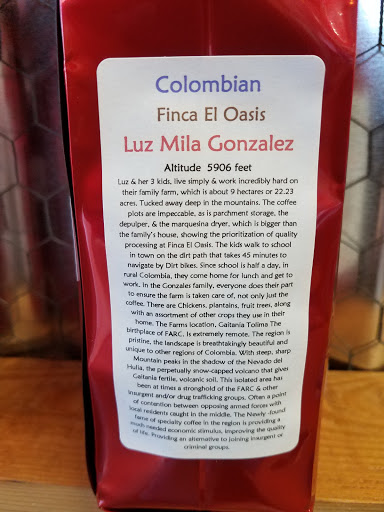 Colombian
Finca El Oasis
Luz Mila Gonzalez
Altitude 5906 feet
Luz & her 3 kids, live simply & work incredibly hard on
their family farm, which is about 9 hectares or 22.23
acres. Tucked away deep in the mountains. The coffee
plots are impeccable, as is parchment storage, the
depulper, & the marquesina dryer, which is bigger than
the family's house, showing the prioritization of quality
processing at Finca El Oasis. The kids walk to school
in town on the dirt path that takes 45 minutes to
navigate by Dirt bikes. Since school is half a day, in
rural Colombia, they come home for lunch and get to
work. In the Gonzales family, everyone does their part
to ensure the farm is taken care of, not only just the
coffee. There are Chickens, plantains, fruit trees, along
with an assortment of other crops they use in their
home. The Farms location, Gaitania Tolima The
birthplace of FARC, is extremely remote. The region is
pristine, the landscape is breathtakingly beautiful and
unique to other regions of Colombia. With deep, sharp
Mountain peaks in the shadow of the Nevado del
Hulia, the perpetually snow-capped volcano that gives
Gaitania fertile, volcanic soil. This isolated area has
been at times a stronghold of the FARC & other
insurgent and/or drug trafficking groups. Often a point
of contention between opposing armed forces with
local residents caught in the middle. The Newly -found
fame of specialty coffee in the region is providing a
much needed economic stimulus, improving the quality
of life. Providing an alternative to joining insurgent or
criminal groups.